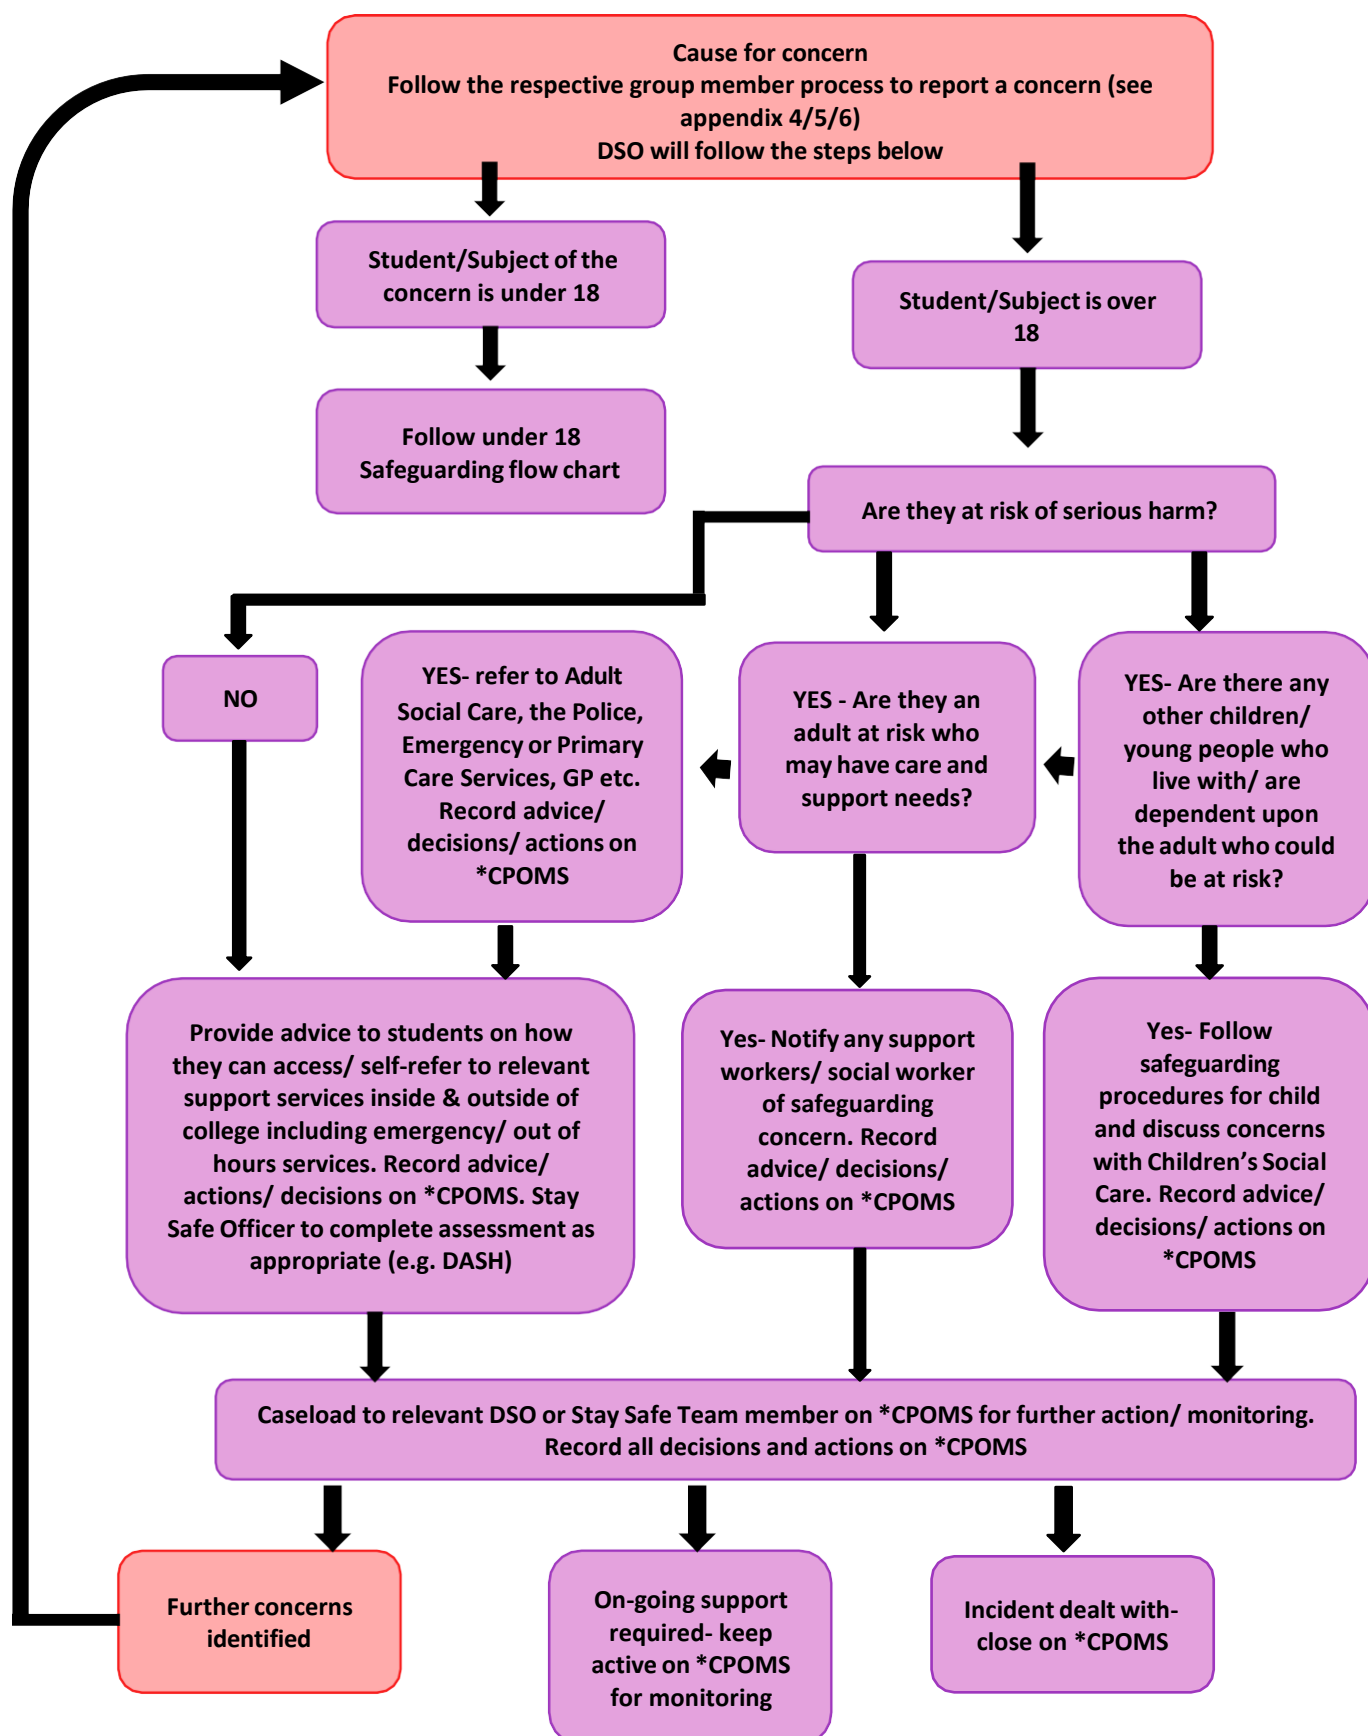 Cause for concern
Follow the respective group member process to report a concern (see
appendix 4/5/6)
DSO will follow the steps below
Student/Subject of the
concern is under 18
Student/Subject is over
18
Follow under 18
Safeguarding flow chart
Are they at risk of serious harm?
NO
YES- refer to Adult
Social Care, the Police,
Emergency or Primary
Care Services, GP etc.
Record advice/
decisions/ actions on
*CPOMS
YES - Are they an
adult at risk who
may have care and
support needs?
YES- Are there any
other children/
young people who
live with/ are
dependent upon
the adult who could
be at risk?
Provide advice to students on how
they can access/ self-refer to relevant
support services inside & outside of
college including emergency/ out of
hours services. Record advice/
actions/ decisions on *CPOMS. Stay
Safe Officer to complete assessment as
appropriate (e.g. DASH)
Yes- Notify any support
workers/ social worker
of safeguarding
concern. Record
advice/ decisions/
actions on *CPOMS
Yes- Follow
safeguarding
procedures for child
and discuss concerns
with Children’s Social
Care. Record advice/
decisions/ actions on
*CPOMS
Caseload to relevant DSO or Stay Safe Team member on *CPOMS for further action/ monitoring.
Record all decisions and actions on *CPOMS
Further concerns
identified
On-going support
required- keep
active on *CPOMS
for monitoring
Incident dealt with-
close on *CPOMS